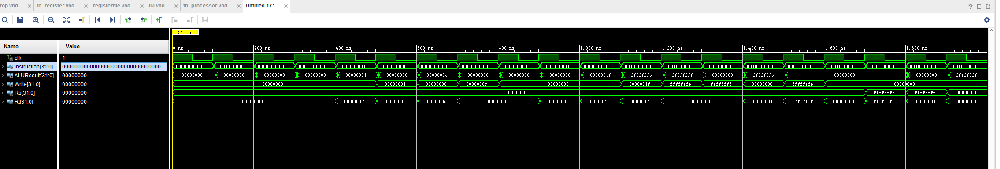 top.vhd × tb_register.vhd × registerfile.vhd × IM.vhd × tb_processor.vhd × Untitled 17* ×
1.315 ns
Name Value
0 ns 200 ns 400 ns 600 ns 800 ns 1,000 ns 1,200 ns 1,400 ns 1,600 ns 1,800 ns
clk 1
Instruction[31:0] 00000000000000000000000000000000 0000000000 0001110000 0000000000 0001110000 0000000001 0000010000 0000000000 0000000000 0000000010 0000110001 0000010011 0010100000 0001010010 0000100010 0010110000 0001010011 0001010010 0000100010 0010110000 0001010011
ALUResult[31:0] 00000000 00000000 00000000 00000000 00000000 00000001 00000000 0000000c 00000000 00000000 00000000 0000001f fffffffe ffffffff 00000000 fffffffe 00000000 00000000 ffffffff
Write[31:0] 00000000 00000000 00000001 00000000 0000000c 00000000 0000001f fffffffe ffffffff 00000000 fffffffe 00000000
Rs[31:0] 00000000 00000000 fffffffe ffffffff 00000000
Rt[31:0] 00000000 00000000 00000001 00000000 0000000c 00000000 0000000c 0000001f 00000001 00000000 00000001 ffffffff 00000000 fffffffe 00000001 00000000